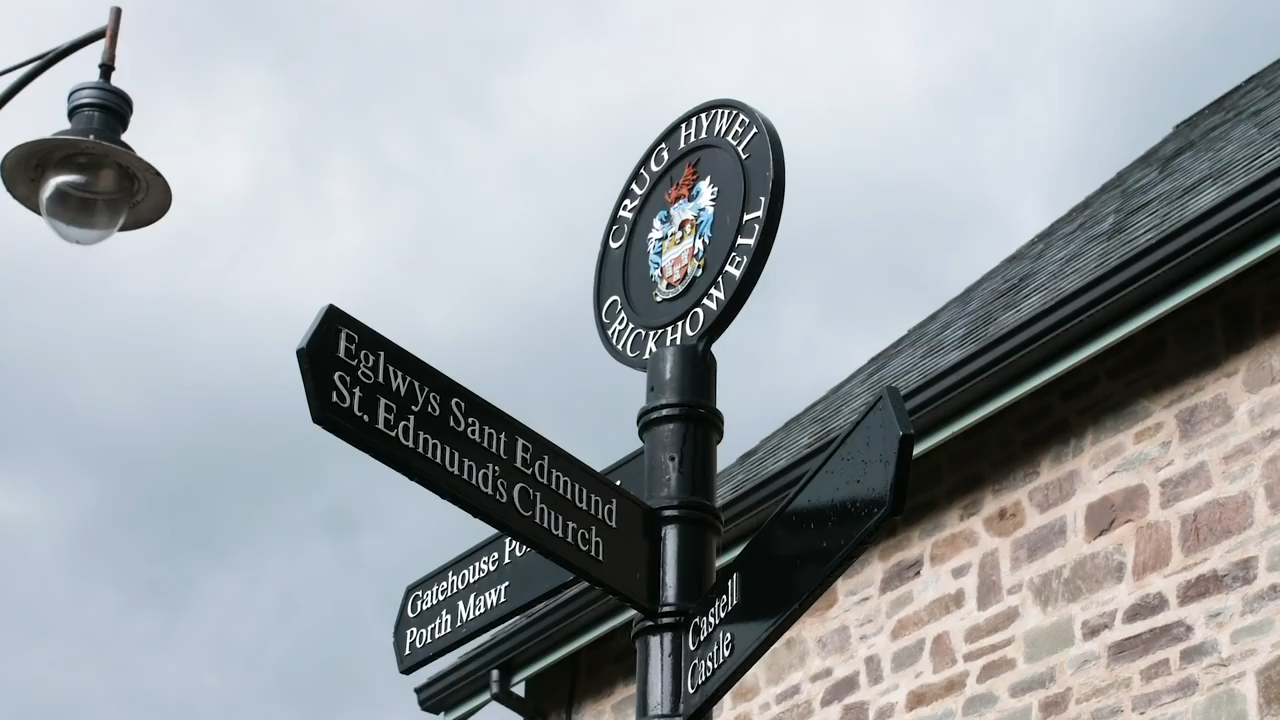 CRUG HYWEL
CRICKHOWELL
Eglwys Sant Edmund
St. Edmund's Church
Gatehouse
Porth Mawr
Castell
Castle